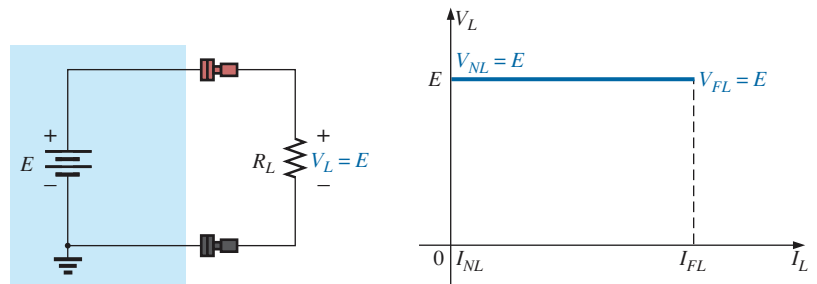 +
E
−
R_L
+
V_L = E
−
V_L
E
V_NL = E
V_FL = E
0
I_NL
I_FL
I_L